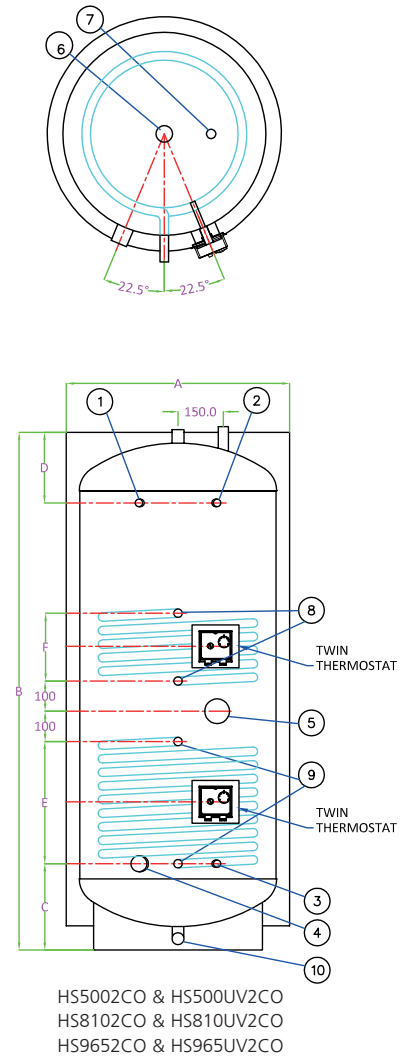 7
6
22.5°
22.5°
A
1
2
150.0
D
8
F
TWIN
THERMOSTAT
B
100
5
100
9
E
TWIN
THERMOSTAT
3
C
4
10
HS5002CO & HS500UV2CO
HS8102CO & HS810UV2CO
HS9652CO & HS965UV2CO